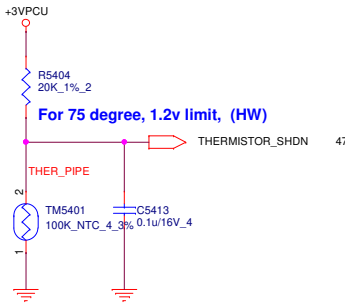 +3VPCU
R5404
20K_1%_2
For 75 degree, 1.2v limit, (HW)
THERMISTOR_SHDN 47
THER_PIPE
2
TM5401
100K_NTC_4_3%
C5413
0.1u/16V_4
1